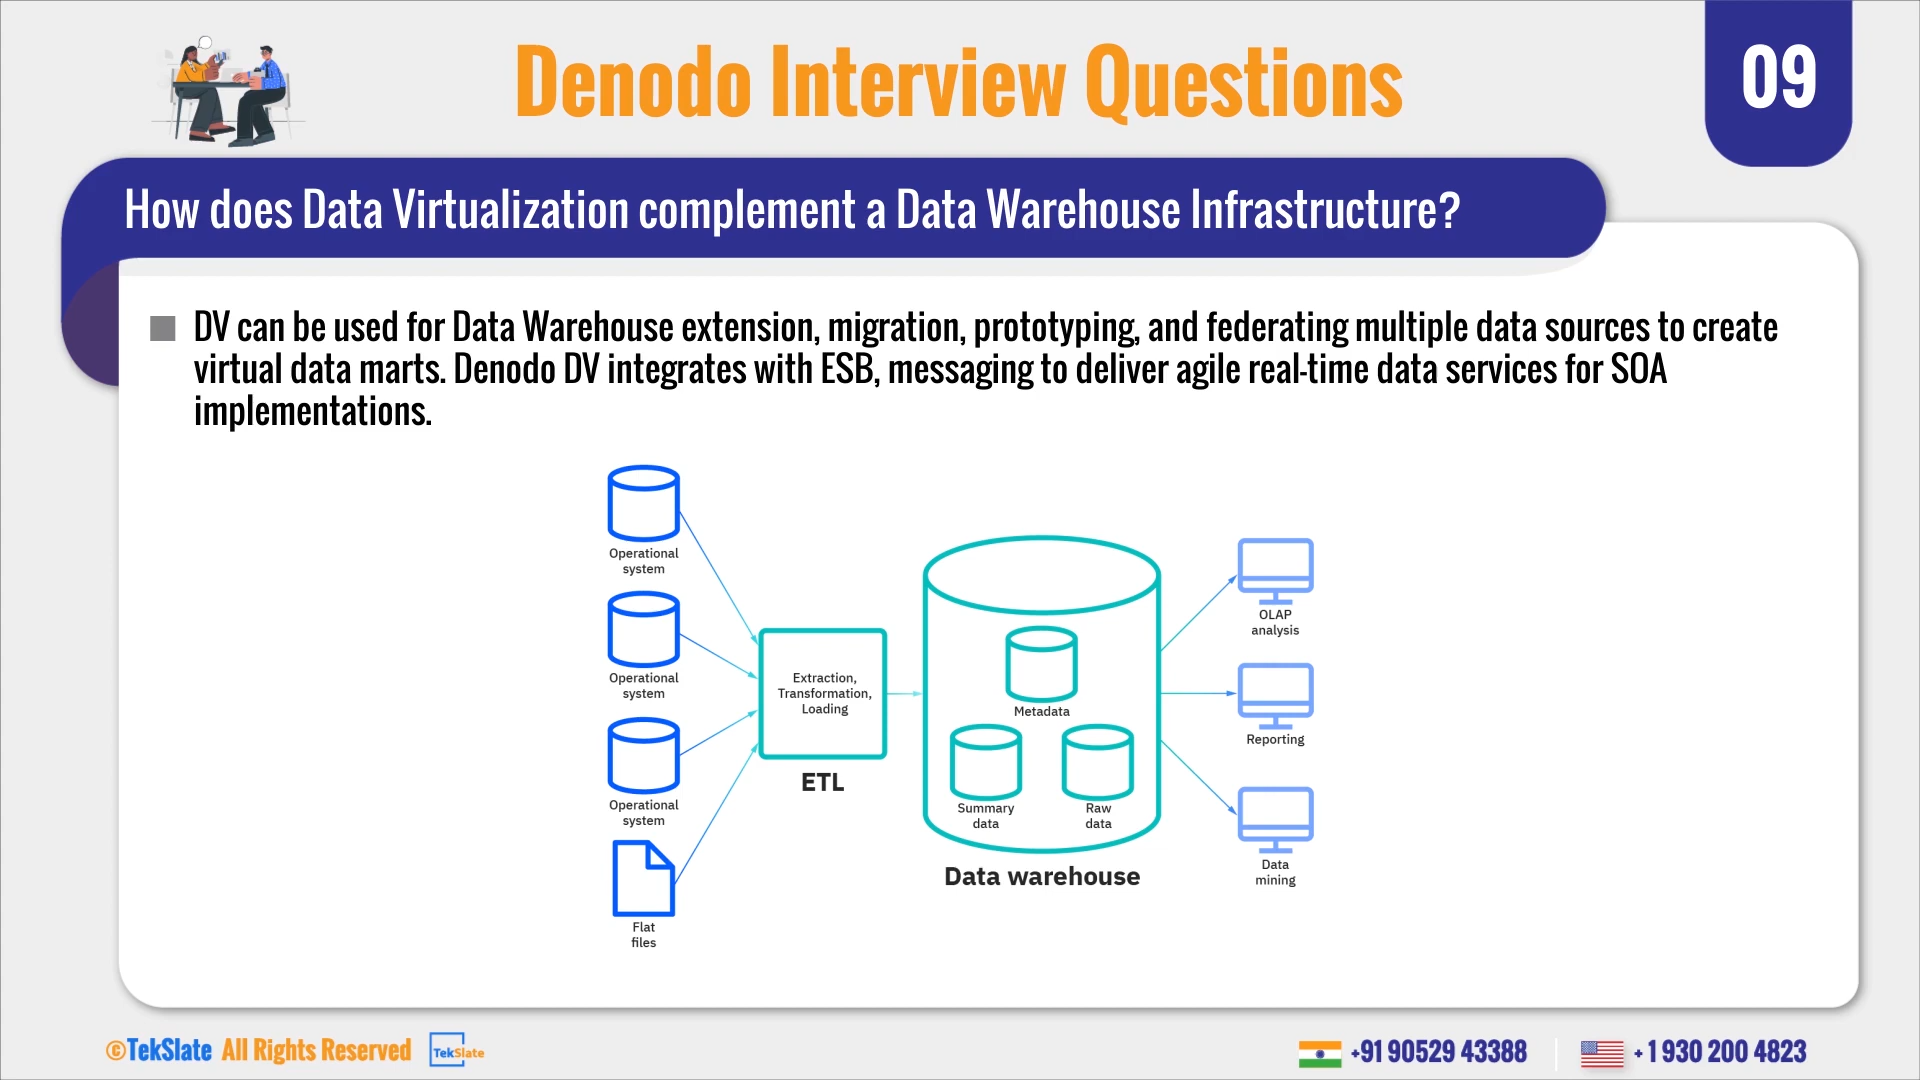 Denodo Interview Questions
09
How does Data Virtualization complement a Data Warehouse Infrastructure?
DV can be used for Data Warehouse extension, migration, prototyping, and federating multiple data sources to create
virtual data marts. Denodo DV integrates with ESB, messaging to deliver agile real-time data services for SOA
implementations.
Operational
system
Operational
system
Operational
system
Flat
files
Extraction,
Transformation,
Loading
ETL
Metadata
Summary
data
Raw
data
Data warehouse
OLAP
analysis
Reporting
Data
mining
©TekSlate All Rights Reserved
TekSlate
+91 90529 43388
+ 1 930 200 4823